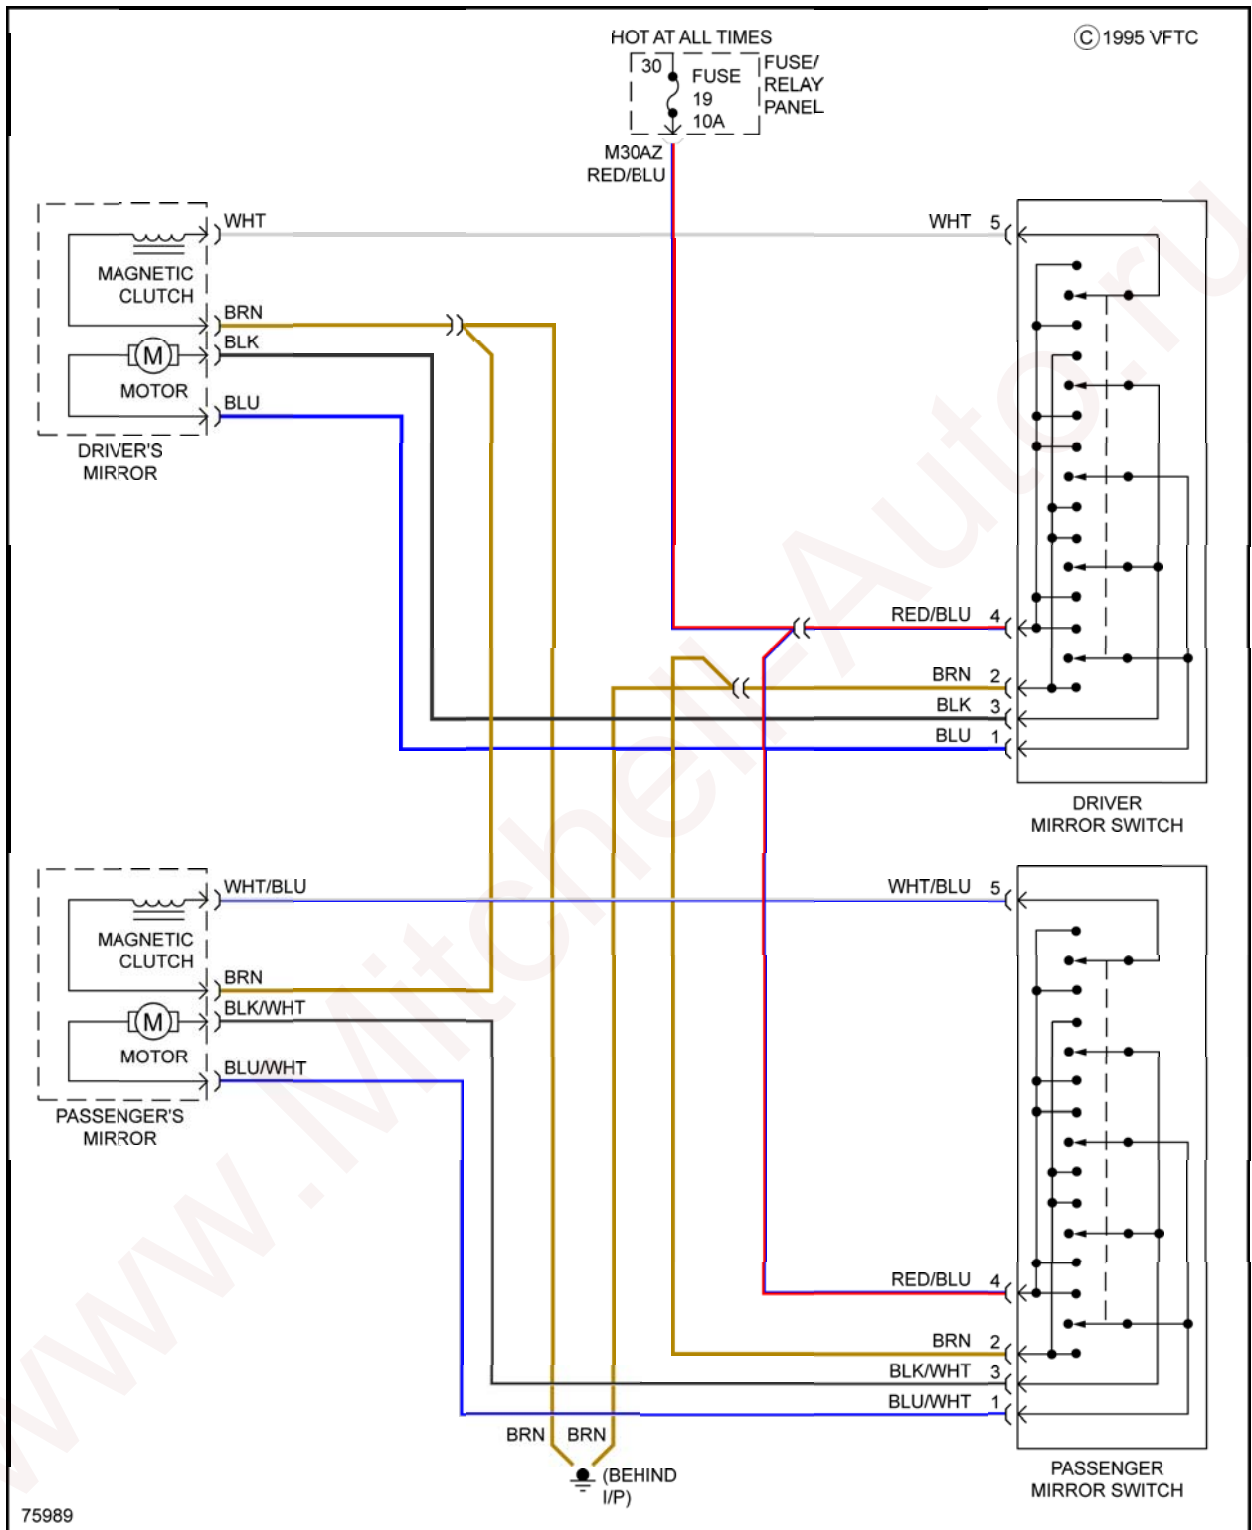 HOT AT ALL TIMES
© 1995 VFTC
30
FUSE
19
10A
FUSE/
RELAY
PANEL
M30AZ
RED/BLU
WHT
WHT 5
MAGNETIC
CLUTCH
BRN
BLK
M
MOTOR
BLU
DRIVER'S
MIRROR
RED/BLU 4
BRN 2
BLK 3
BLU 1
DRIVER
MIRROR SWITCH
WHT/BLU
WHT/BLU 5
MAGNETIC
CLUTCH
BRN
BLK/WHT
M
MOTOR
BLU/WHT
PASSENGER'S
MIRROR
RED/BLU 4
BRN 2
BLK/WHT 3
BLU/WHT 1
BRN BRN
(BEHIND
I/P)
PASSENGER
MIRROR SWITCH
75989
www.Mitchell-Auto.ru